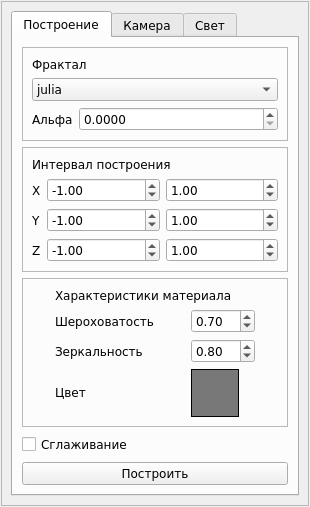 Построение Камера Свет
Фрактал
julia
Альфа 0.0000
Интервал построения
X -1.00 1.00
Y -1.00 1.00
Z -1.00 1.00
Характеристики материала
Шероховатость 0.70
Зеркальность 0.80
Цвет
Сглаживание
Построить